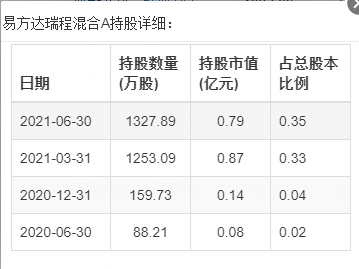 易方达瑞程混合A持股详细：
日期 持股数量(万股) 持股市值(亿元) 占总股本比例
2021-06-30 1327.89 0.79 0.35
2021-03-31 1253.09 0.87 0.33
2020-12-31 159.73 0.14 0.04
2020-06-30 88.21 0.08 0.02